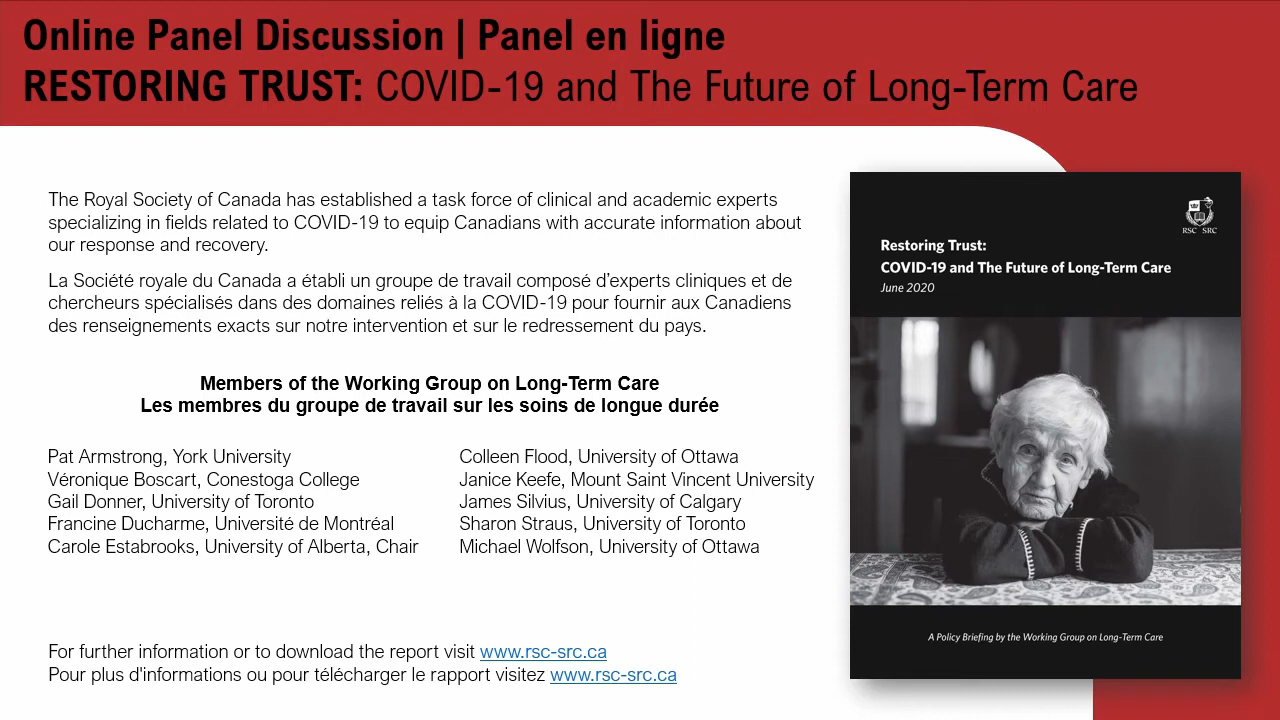 Online Panel Discussion | Panel en ligne
RESTORING TRUST: COVID-19 and The Future of Long-Term Care
The Royal Society of Canada has established a task force of clinical and academic experts
specializing in fields related to COVID-19 to equip Canadians with accurate information about
our response and recovery.
La Société royale du Canada a établi un groupe de travail composé d’experts cliniques et de
chercheurs spécialisés dans des domaines reliés à la COVID-19 pour fournir aux Canadiens
des renseignements exacts sur notre intervention et sur le redressement du pays.
Members of the Working Group on Long-Term Care
Les membres du groupe de travail sur les soins de longue durée
Pat Armstrong, York University
Véronique Boscart, Conestoga College
Gail Donner, University of Toronto
Francine Ducharme, Université de Montréal
Carole Estabrooks, University of Alberta, Chair
Colleen Flood, University of Ottawa
Janice Keefe, Mount Saint Vincent University
James Silvius, University of Calgary
Sharon Straus, University of Toronto
Michael Wolfson, University of Ottawa
For further information or to download the report visit www.rsc-src.ca
Pour plus d'informations ou pour télécharger le rapport visitez www.rsc-src.ca
RSC SRC
Restoring Trust:
COVID-19 and The Future of Long-Term Care
June 2020
A Policy Briefing by the Working Group on Long-Term Care